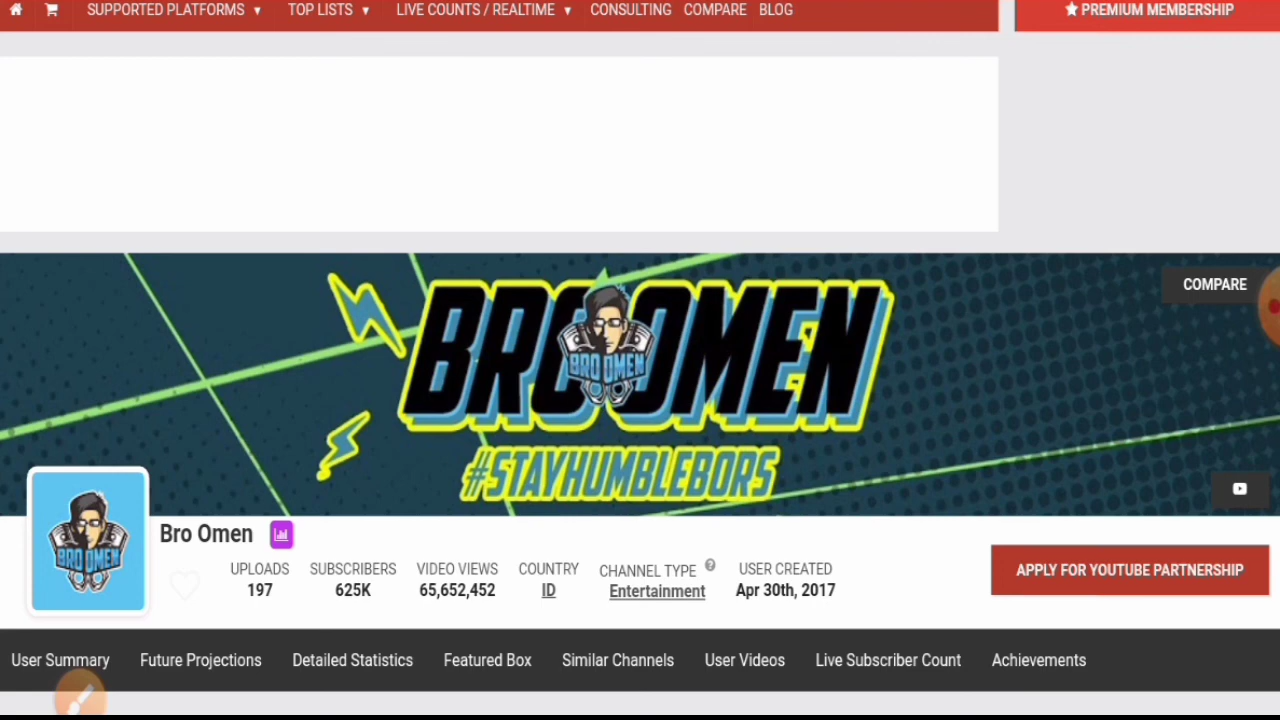 SUPPORTED PLATFORMS ▼ TOP LISTS ▼ LIVE COUNTS / REALTIME ▼ CONSULTING COMPARE BLOG ★ PREMIUM MEMBERSHIP
COMPARE
BRO OMEN
BRO OMEN
#STAYHUMBLEBORS
BRO OMEN
Bro Omen
UPLOADS SUBSCRIBERS VIDEO VIEWS COUNTRY CHANNEL TYPE ? USER CREATED
197 625K 65,652,452 ID Entertainment Apr 30th, 2017
APPLY FOR YOUTUBE PARTNERSHIP
User Summary Future Projections Detailed Statistics Featured Box Similar Channels User Videos Live Subscriber Count Achievements